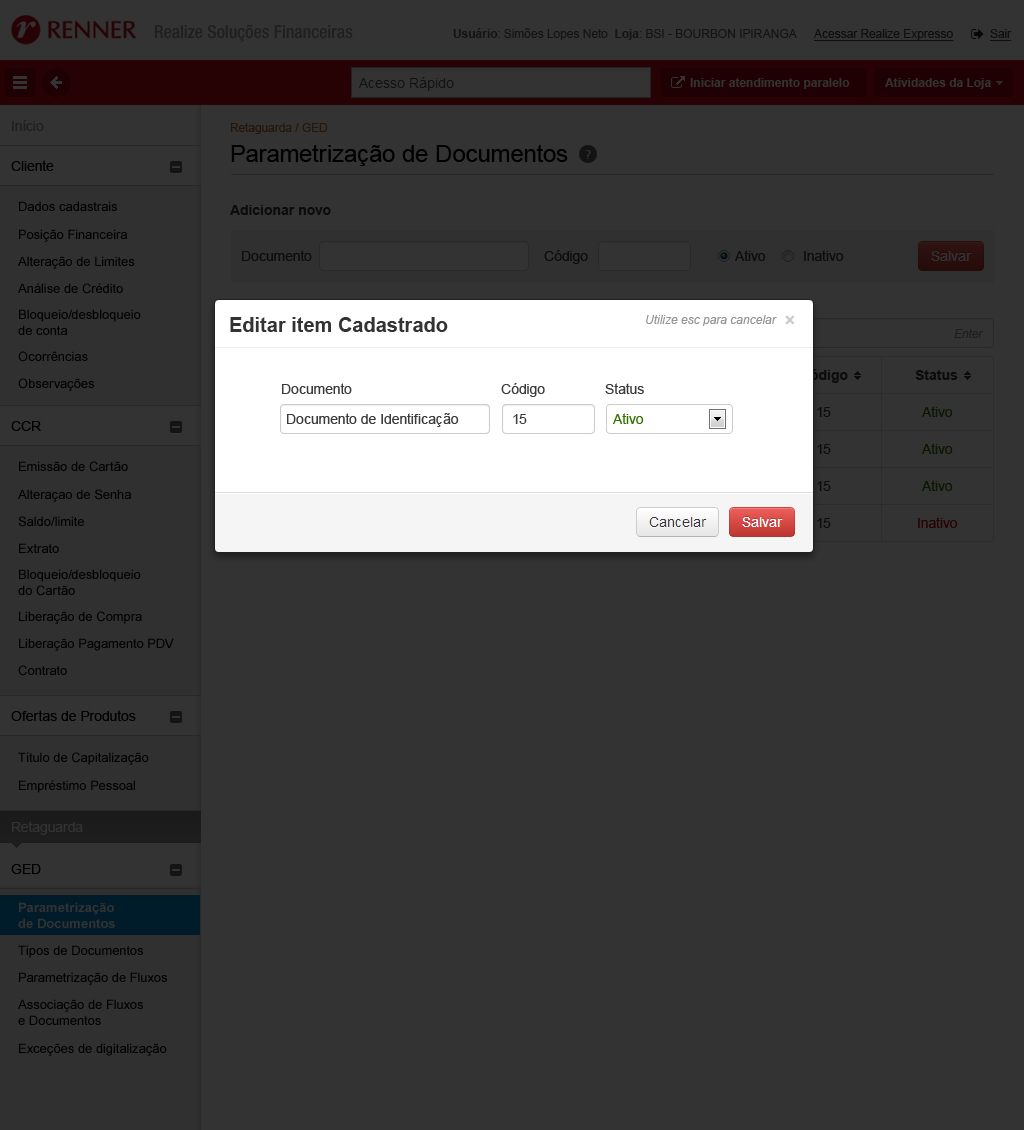 RENNER Realize Soluções Financeiras
Usuário: Simões Lopes Neto Loja: BSI - BOURBON IPIRANGA Acessar Realize Expresso Sair
Acesso Rápido Iniciar atendimento paralelo Atividades da Loja
Início
Cliente
Dados cadastrais
Posição Financeira
Alteração de Limites
Análise de Crédito
Bloqueio/desbloqueio
de conta
Ocorrências
Observações
CCR
Emissão de Cartão
Alteraçao de Senha
Saldo/limite
Extrato
Bloqueio/desbloqueio
do Cartão
Liberação de Compra
Liberação Pagamento PDV
Contrato
Ofertas de Produtos
Título de Capitalização
Empréstimo Pessoal
Retaguarda
GED
Parametrização
de Documentos
Tipos de Documentos
Parametrização de Fluxos
Associação de Fluxos
e Documentos
Exceções de digitalização
Retaguarda / GED
Parametrização de Documentos ?
Adicionar novo
Documento Código Ativo Inativo Salvar
Editar item Cadastrado
Utilize esc para cancelar ×
Documento Código Status
Documento de Identificação 15 Ativo
Cancelar Salvar
Enter
ódigo Status
15 Ativo
15 Ativo
15 Ativo
15 Inativo